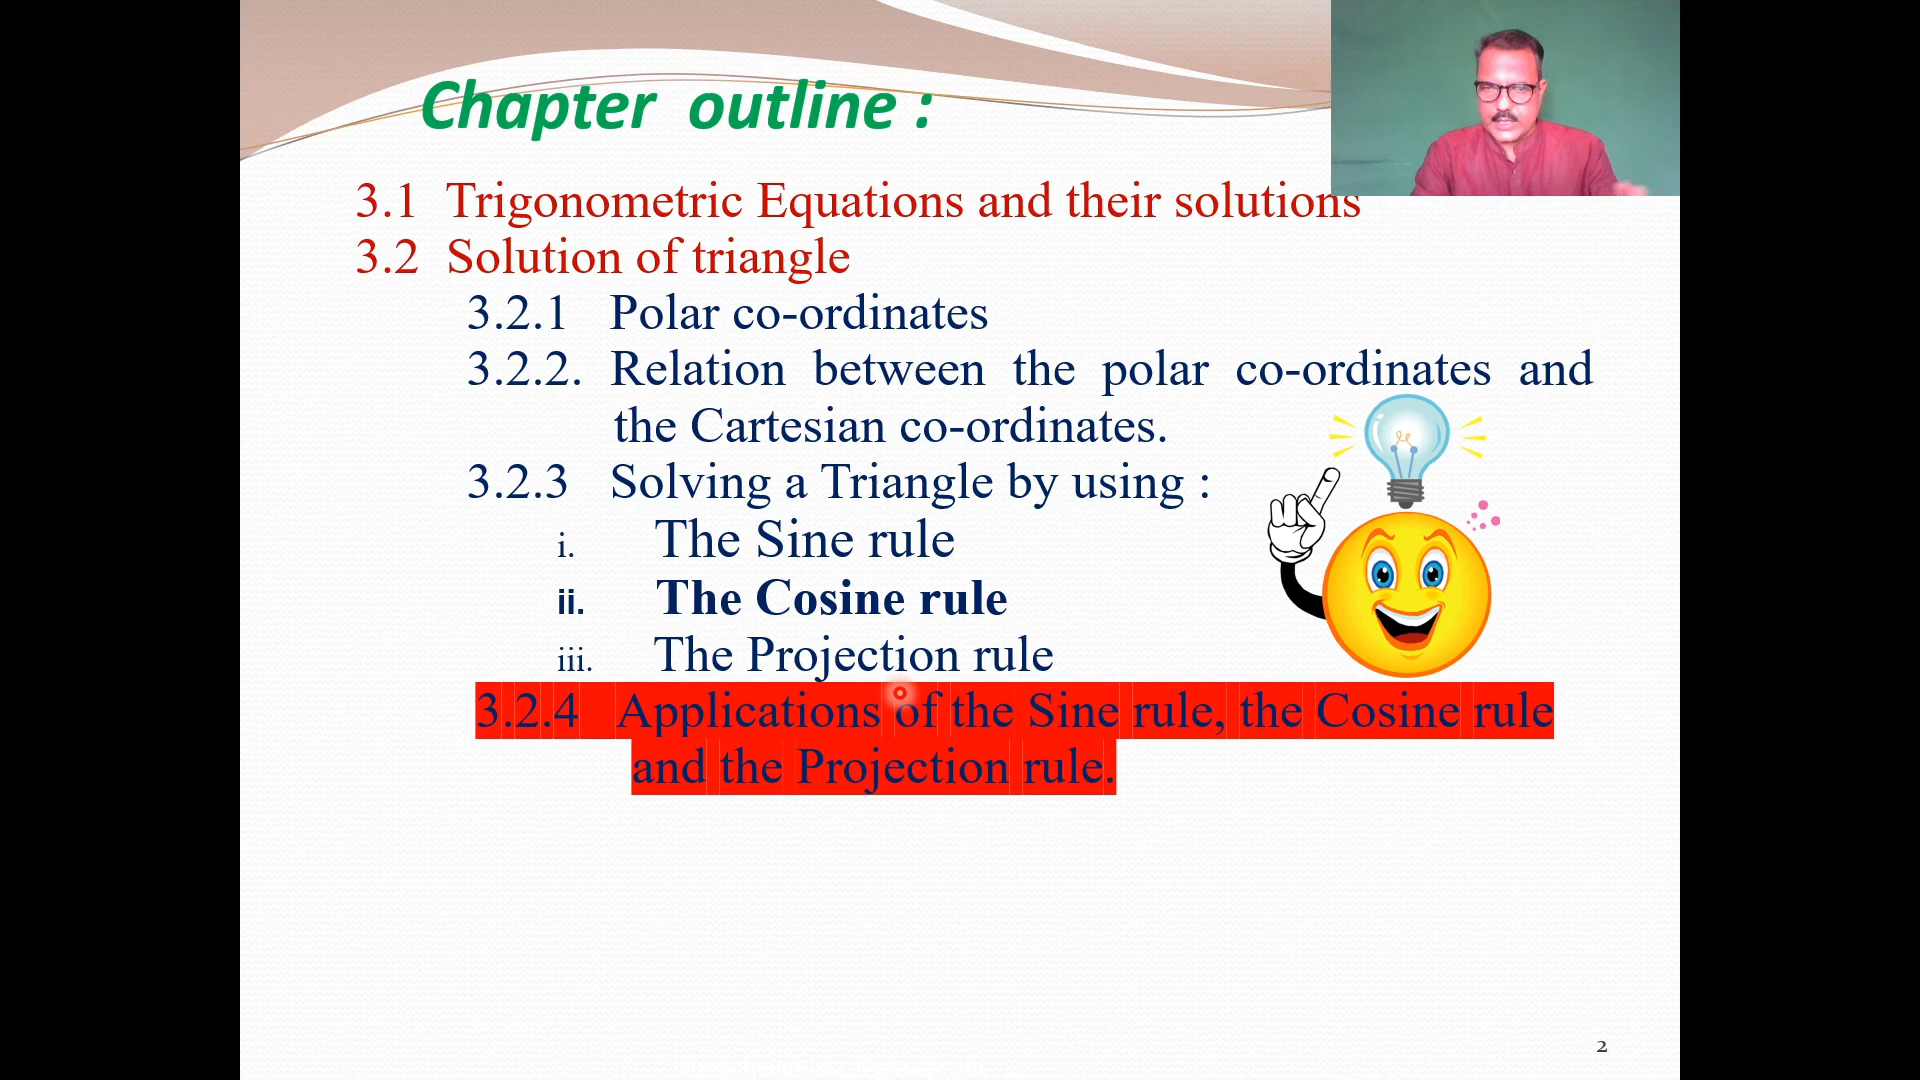 Chapter outline :
3.1 Trigonometric Equations and their solutions
3.2 Solution of triangle
3.2.1 Polar co-ordinates
3.2.2. Relation between the polar co-ordinates and
the Cartesian co-ordinates.
3.2.3 Solving a Triangle by using :
i. The Sine rule
ii. The Cosine rule
iii. The Projection rule
3.2.4 Applications of the Sine rule, the Cosine rule
and the Projection rule.
2